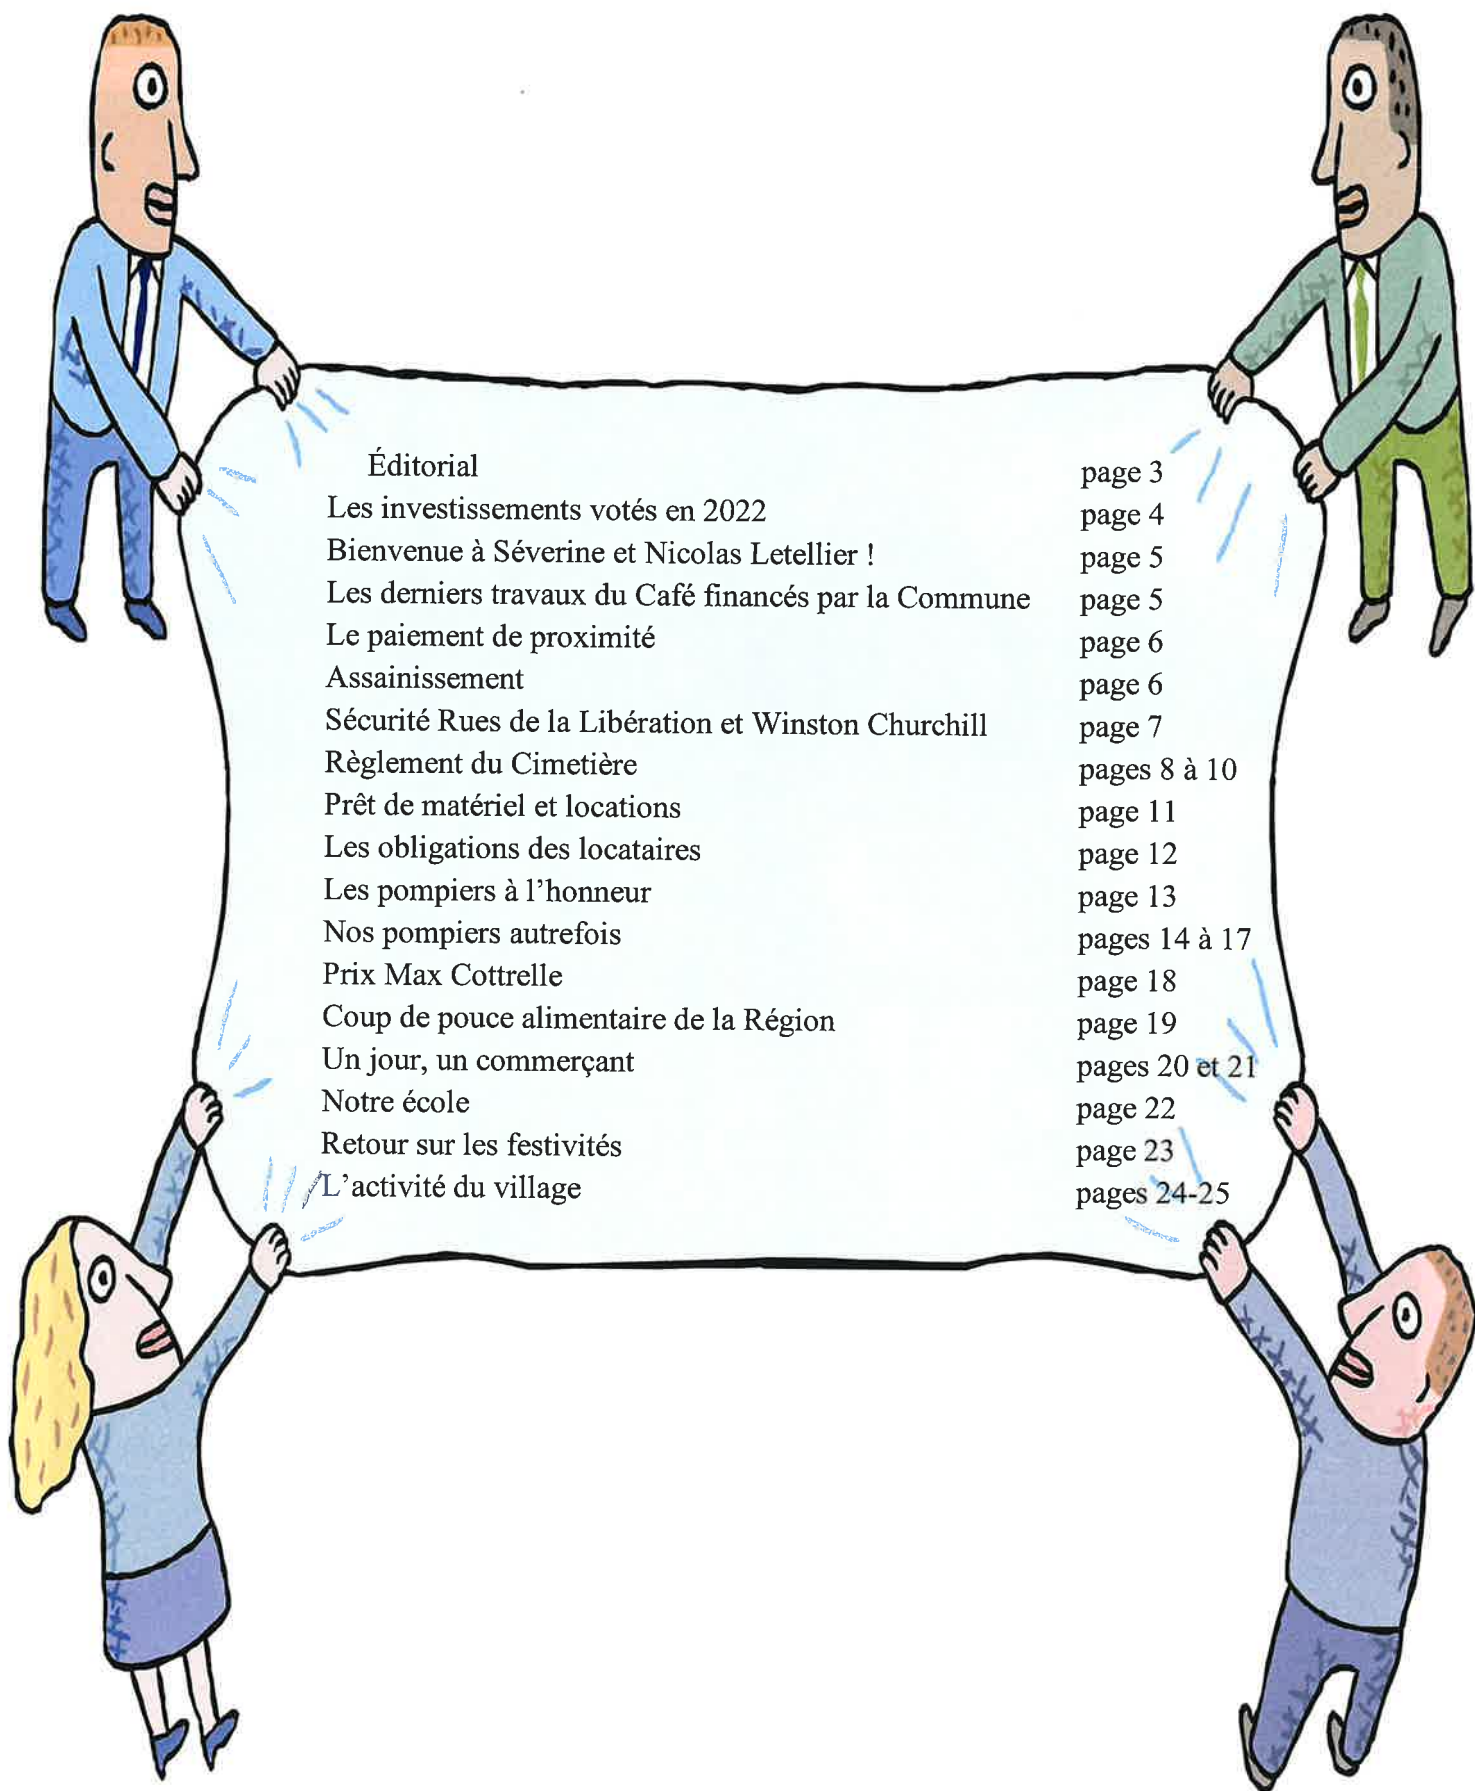 Éditorial page 3
Les investissements votés en 2022 page 4
Bienvenue à Séverine et Nicolas Letellier ! page 5
Les derniers travaux du Café financés par la Commune page 5
Le paiement de proximité page 6
Assainissement page 6
Sécurité Rues de la Libération et Winston Churchill page 7
Règlement du Cimetière pages 8 à 10
Prêt de matériel et locations page 11
Les obligations des locataires page 12
Les pompiers à l'honneur page 13
Nos pompiers autrefois pages 14 à 17
Prix Max Cottrelle page 18
Coup de pouce alimentaire de la Région page 19
Un jour, un commerçant pages 20 et 21
Notre école page 22
Retour sur les festivités page 23
L'activité du village pages 24-25